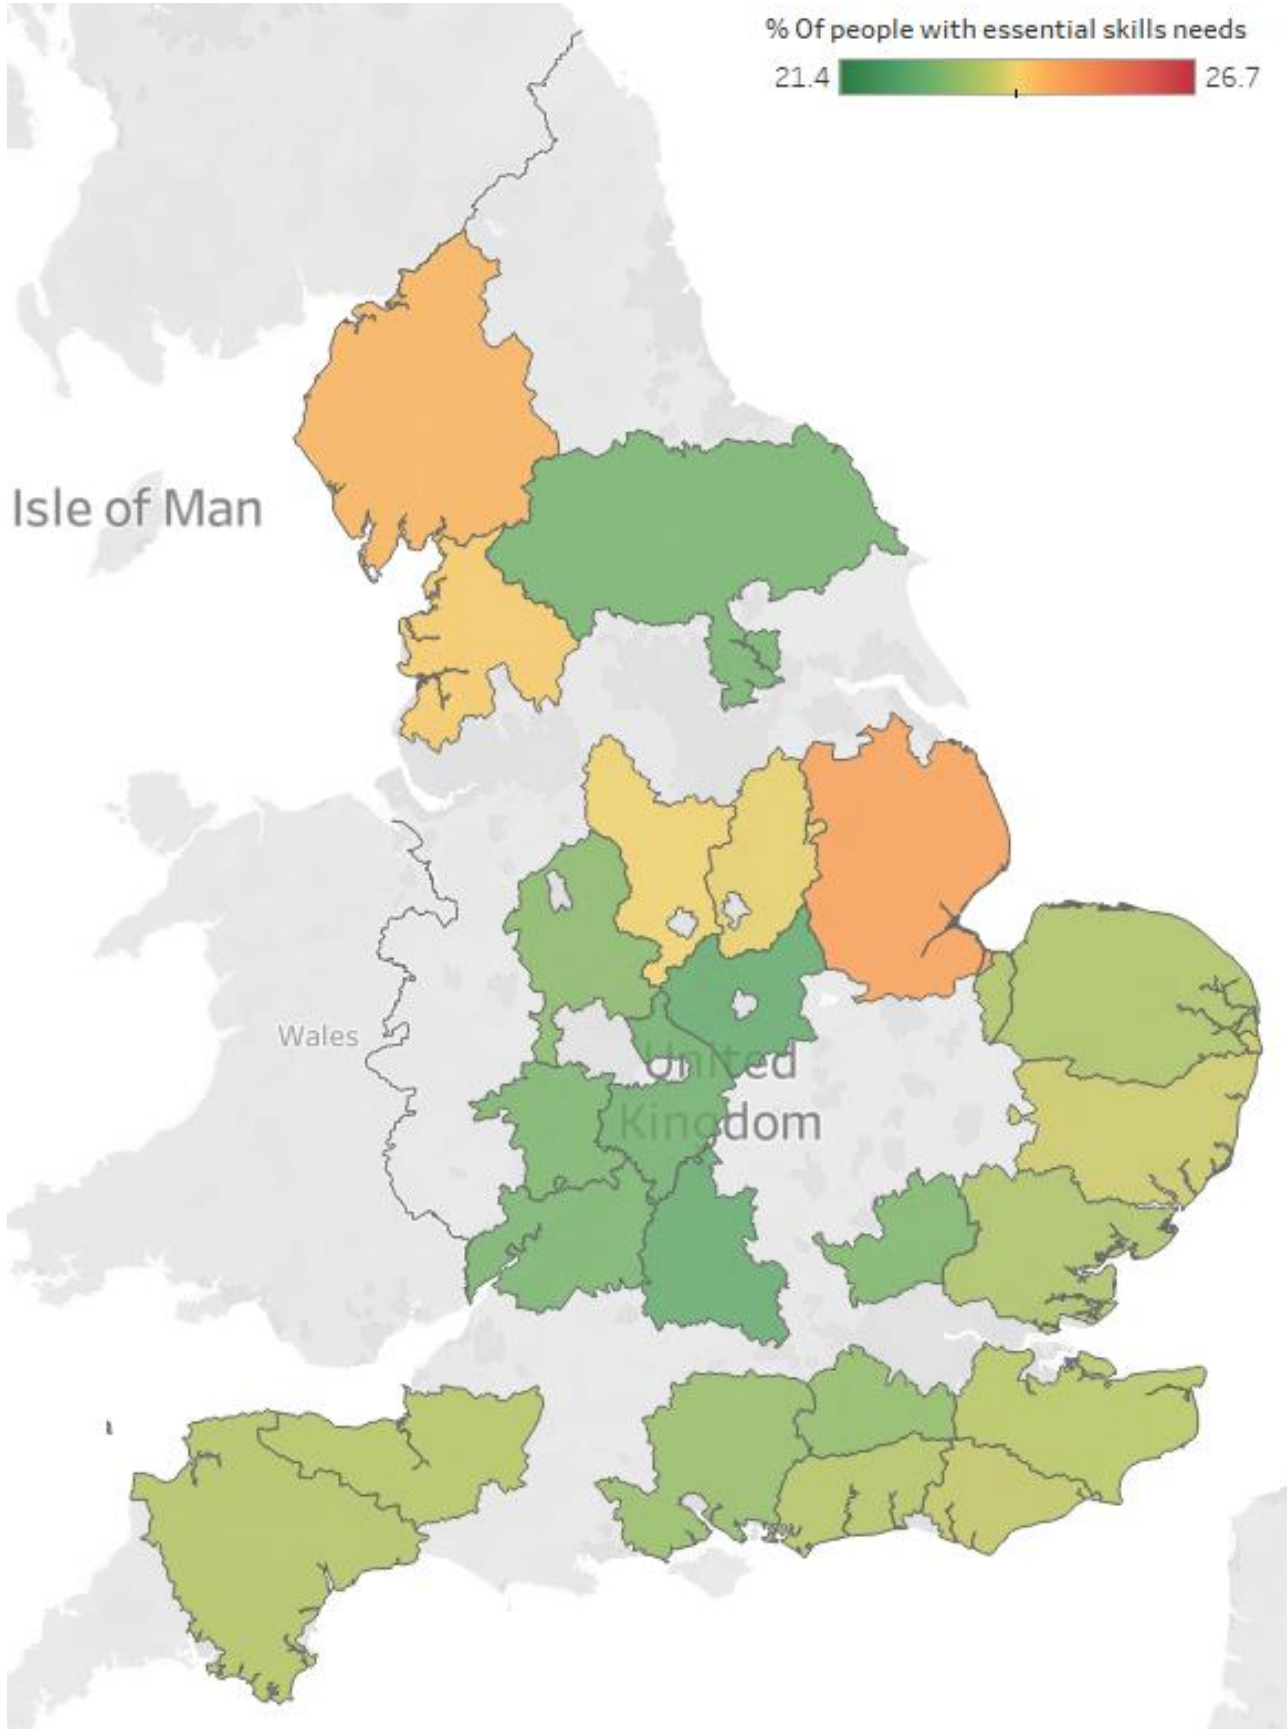 % Of people with essential skills needs
21.4 26.7
Isle of Man
Wales
United
Kingdom